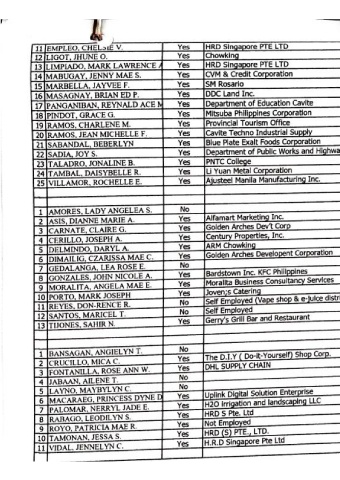 11 EMPLEO, CHELSIE V. Yes HRD Singapore PTE LTD
12 LIGOT, JHUNE O. Yes Chowking
13 LIMPIADO, MARK LAWRENCE A Yes HRD Singapore PTE LTD
14 MABUGAY, JENNY MAE S. Yes CVM & Credit Corporation
15 MARBELLA, JAYVEE F. Yes SM Rosario
16 MASAGNAY, BRIAN ED P. Yes DDC Land Inc.
17 PANGANIBAN, REYNALD ACE M Yes Department of Education Cavite
18 PINDOT, GRACE G. Yes Mitsuba Philippines Corporation
19 RAMOS, CHARLENE M. Yes Provincial Tourism Office
20 RAMOS, JEAN MICHELLE F. Yes Cavite Techno Industrial Supply
21 SABANDAL, BEBERLYN Yes Blue Plate Exalt Foods Corporation
22 SADIA, JOY S. Yes Department of Public Works and Highwa
23 TALADRO, JONALINE B. Yes PNTC College
24 TAMBAL, DAISYBELLE R. Yes Li Yuan Metal Corporation
25 VILLAMOR, ROCHELLE E. Yes Ajusteel Manila Manufacturing Inc.
1 AMORES, LADY ANGELEA S. No
2 ASIS, DIANNE MARIE A. Yes Alfamart Marketing Inc.
3 CARNATE, CLAIRE G. Yes Golden Arches Dev't Corp
4 CERILLO, JOSEPH A. Yes Century Properties, Inc.
5 DELMINDO, DARYL A. Yes ARM Chowking
6 DIMAILIG, CZARISSA MAE C. Yes Golden Arches Developent Corporation
7 GEDALANGA, LEA ROSE E. No
8 GONZALES, JOHN NICOLE A. Yes Bardstown Inc. KFC Philippines
9 MORALITA, ANGELA MAE E. Yes Moralita Business Consultancy Services
10 PORTO, MARK JOSEPH Yes Joven;s Catering
11 REYES, DON-RENCE R. No Self Employed (Vape shop & e-juice distri
12 SANTOS, MARICEL T. No Self Employed
13 TIJONES, SAHIR N. Yes Gerry's Grill Bar and Restaurant
1 BANSAGAN, ANGIELYN T. No
2 CRUCILLO, MICA C. Yes The D.I.Y ( Do-it-Yourself) Shop Corp.
3 FONTANILLA, ROSE ANN W. Yes DHL SUPPLY CHAIN
4 JABAAN, AILENE T. No
5 LAYNO, MAYBYLYN C. No
6 MACARAEG, PRINCESS DYNE D Yes Uplink Digital Solution Enterprise
7 PALOMAR, NERRYL JADE E. Yes H2O Irrigation and landscaping LLC
8 RABAGO, LEODILYN S. Yes HRD S Pte. Ltd
9 ROYO, PATRICIA MAE R. Yes Not Employed
10 TAMONAN, JESSA S. Yes HRD (S) PTE., LTD.
11 VIDAL, JENNELYN C. Yes H.R.D Singapore Pte Ltd